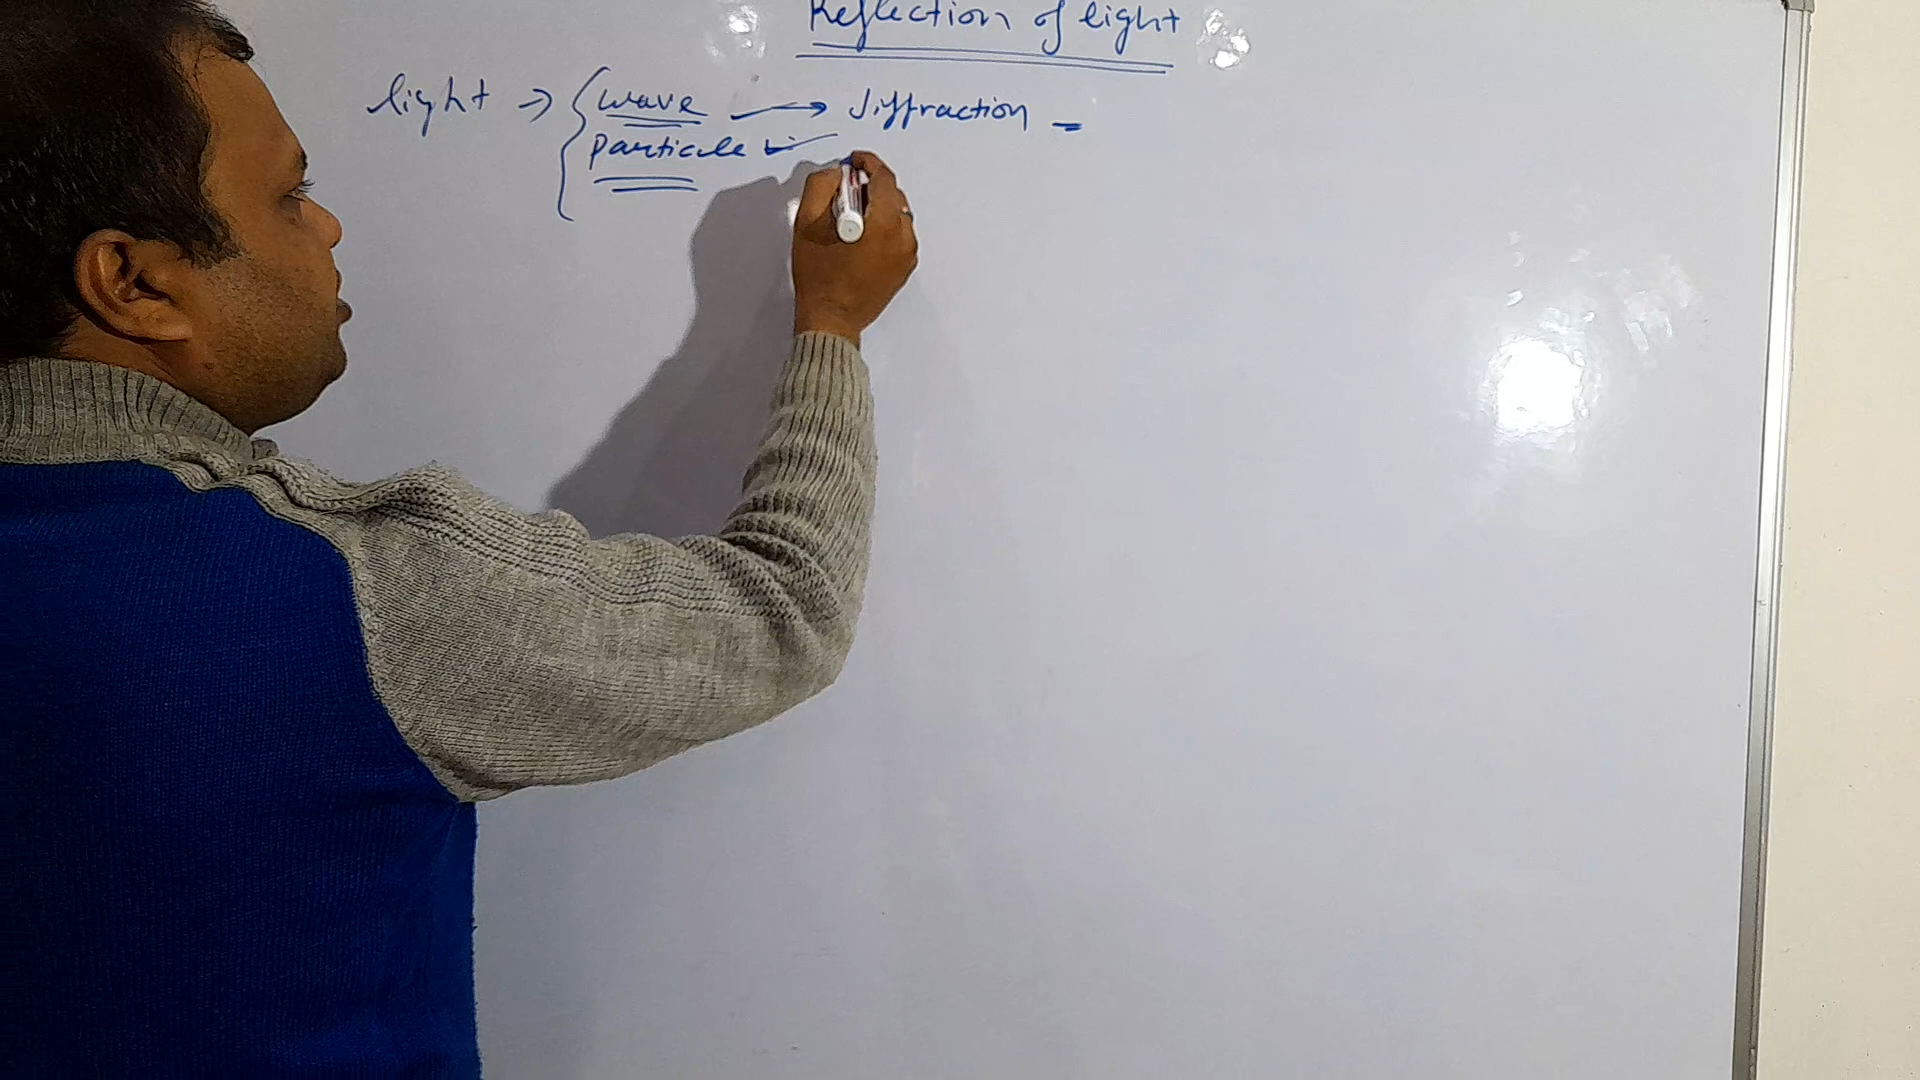 Reflection of light
light → { wave → diffraction -
particle ✓